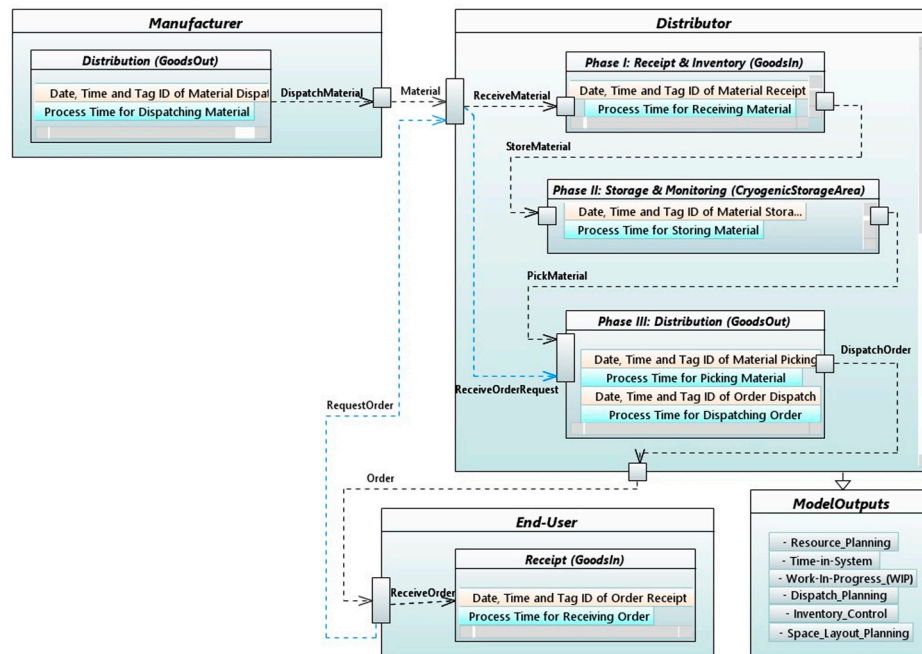 Manufacturer
Distribution (GoodsOut)
Date, Time and Tag ID of Material Dispat
Process Time for Dispatching Material
DispatchMaterial
Material
Distributor
ReceiveMaterial
Phase I: Receipt & Inventory (GoodsIn)
Date, Time and Tag ID of Material Receipt
Process Time for Receiving Material
StoreMaterial
Phase II: Storage & Monitoring (CryogenicStorageArea)
Date, Time and Tag ID of Material Stora...
Process Time for Storing Material
PickMaterial
Phase III: Distribution (GoodsOut)
Date, Time and Tag ID of Material Picking
Process Time for Picking Material
Date, Time and Tag ID of Order Dispatch
Process Time for Dispatching Order
DispatchOrder
ReceiveOrderRequest
RequestOrder
Order
End-User
Receipt (GoodsIn)
ReceiveOrder
Date, Time and Tag ID of Order Receipt
Process Time for Receiving Order
ModelOutputs
- Resource_Planning
- Time-in-System
- Work-In-Progress_(WIP)
- Dispatch_Planning
- Inventory_Control
- Space_Layout_Planning